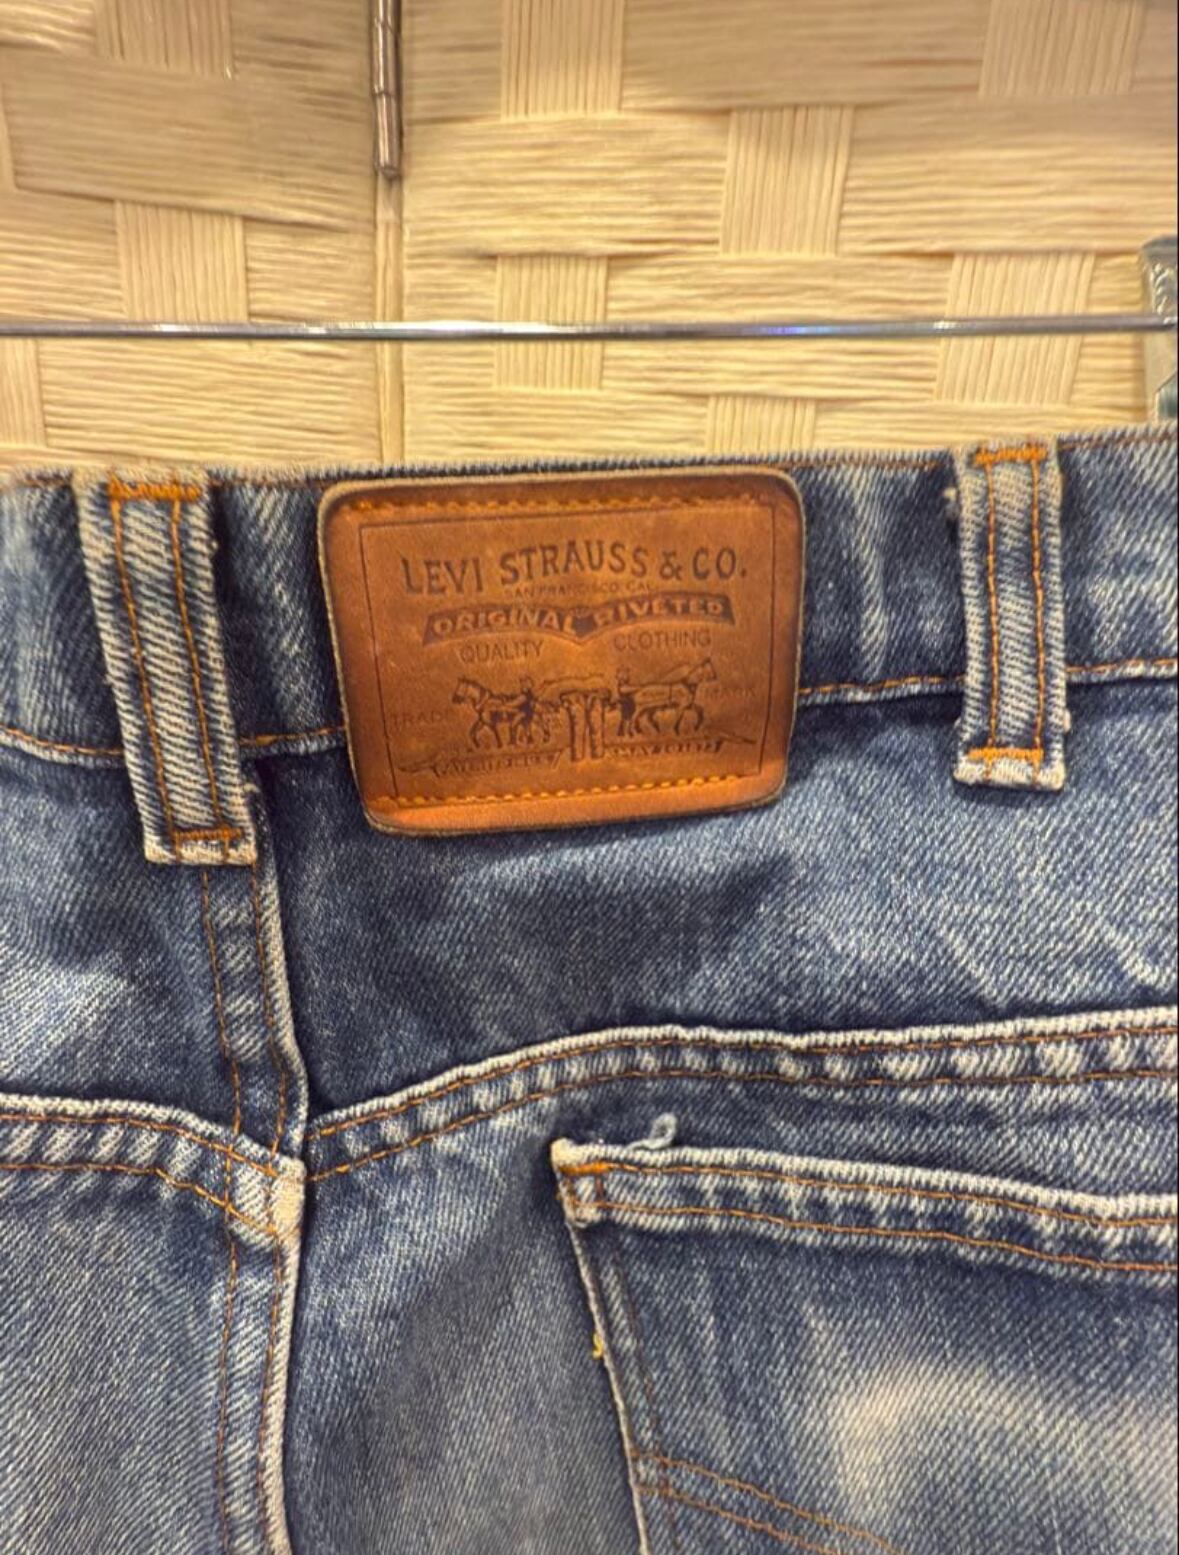 LEVI STRAUSS & CO.
SAN FRANCISCO CAL
ORIGINAL RIVETED
QUALITY CLOTHING
TRADE MARK